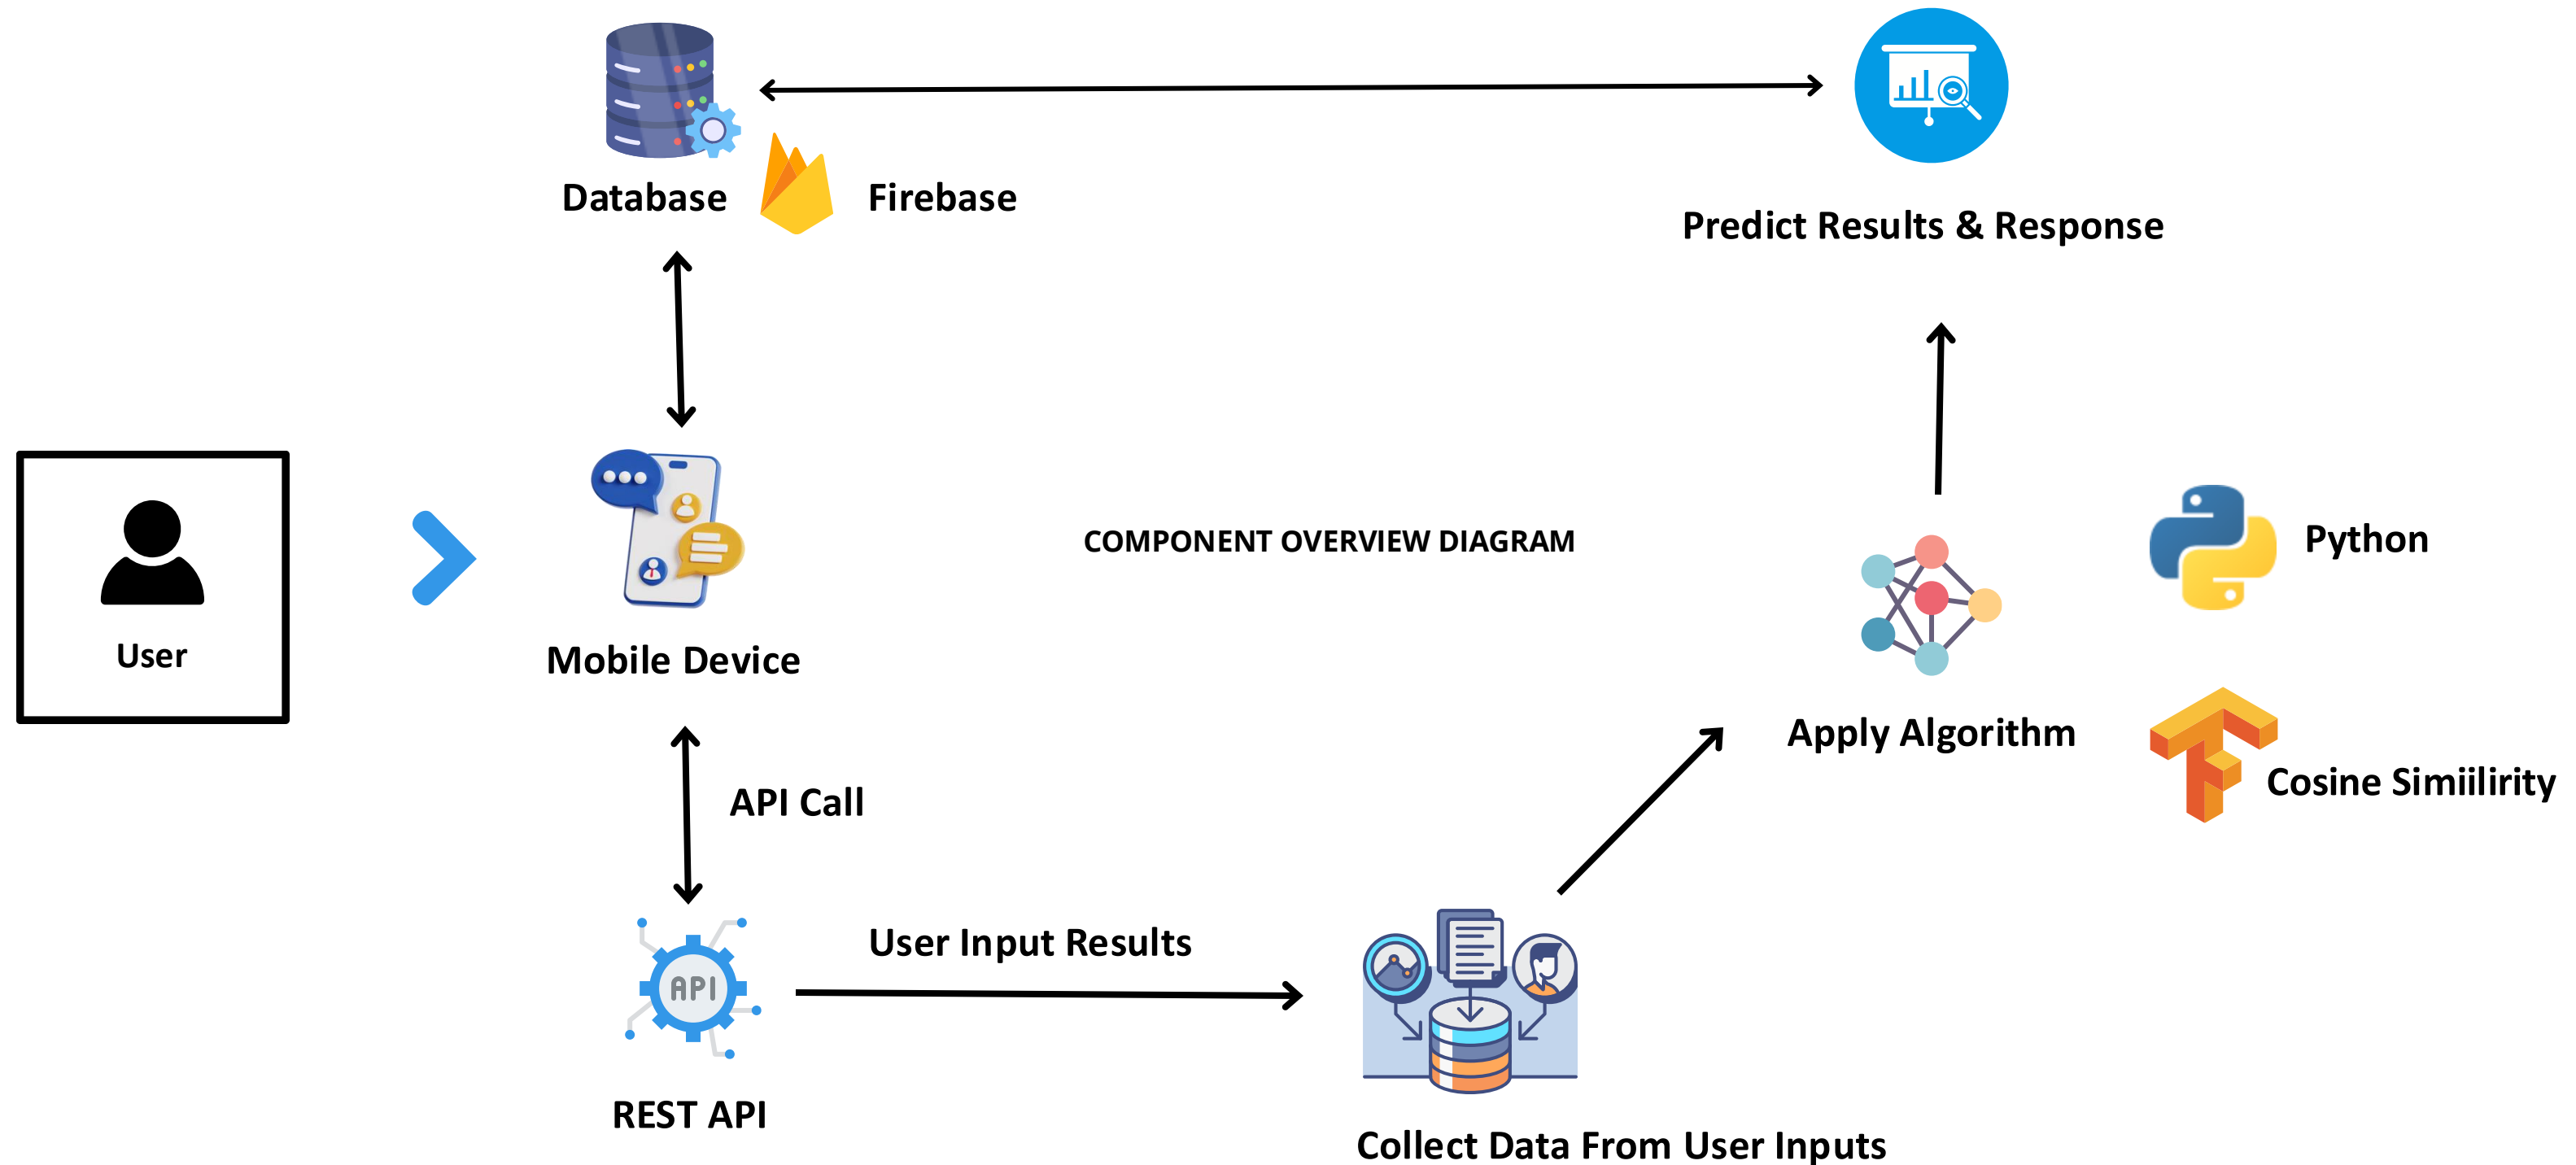 Database
Firebase
Predict Results & Response
User
Mobile Device
COMPONENT OVERVIEW DIAGRAM
Python
Apply Algorithm
Cosine Simiilirity
API Call
User Input Results
API
REST API
Collect Data From User Inputs